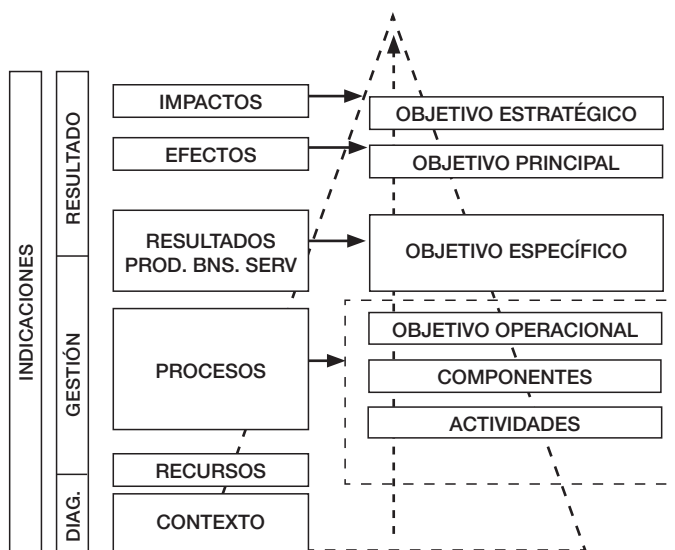 INDICACIONES
RESULTADO
GESTIÓN
DIAG.
IMPACTOS
OBJETIVO ESTRATÉGICO
EFECTOS
OBJETIVO PRINCIPAL
RESULTADOS
PROD. BNS. SERV
OBJETIVO ESPECÍFICO
PROCESOS
OBJETIVO OPERACIONAL
COMPONENTES
ACTIVIDADES
RECURSOS
CONTEXTO